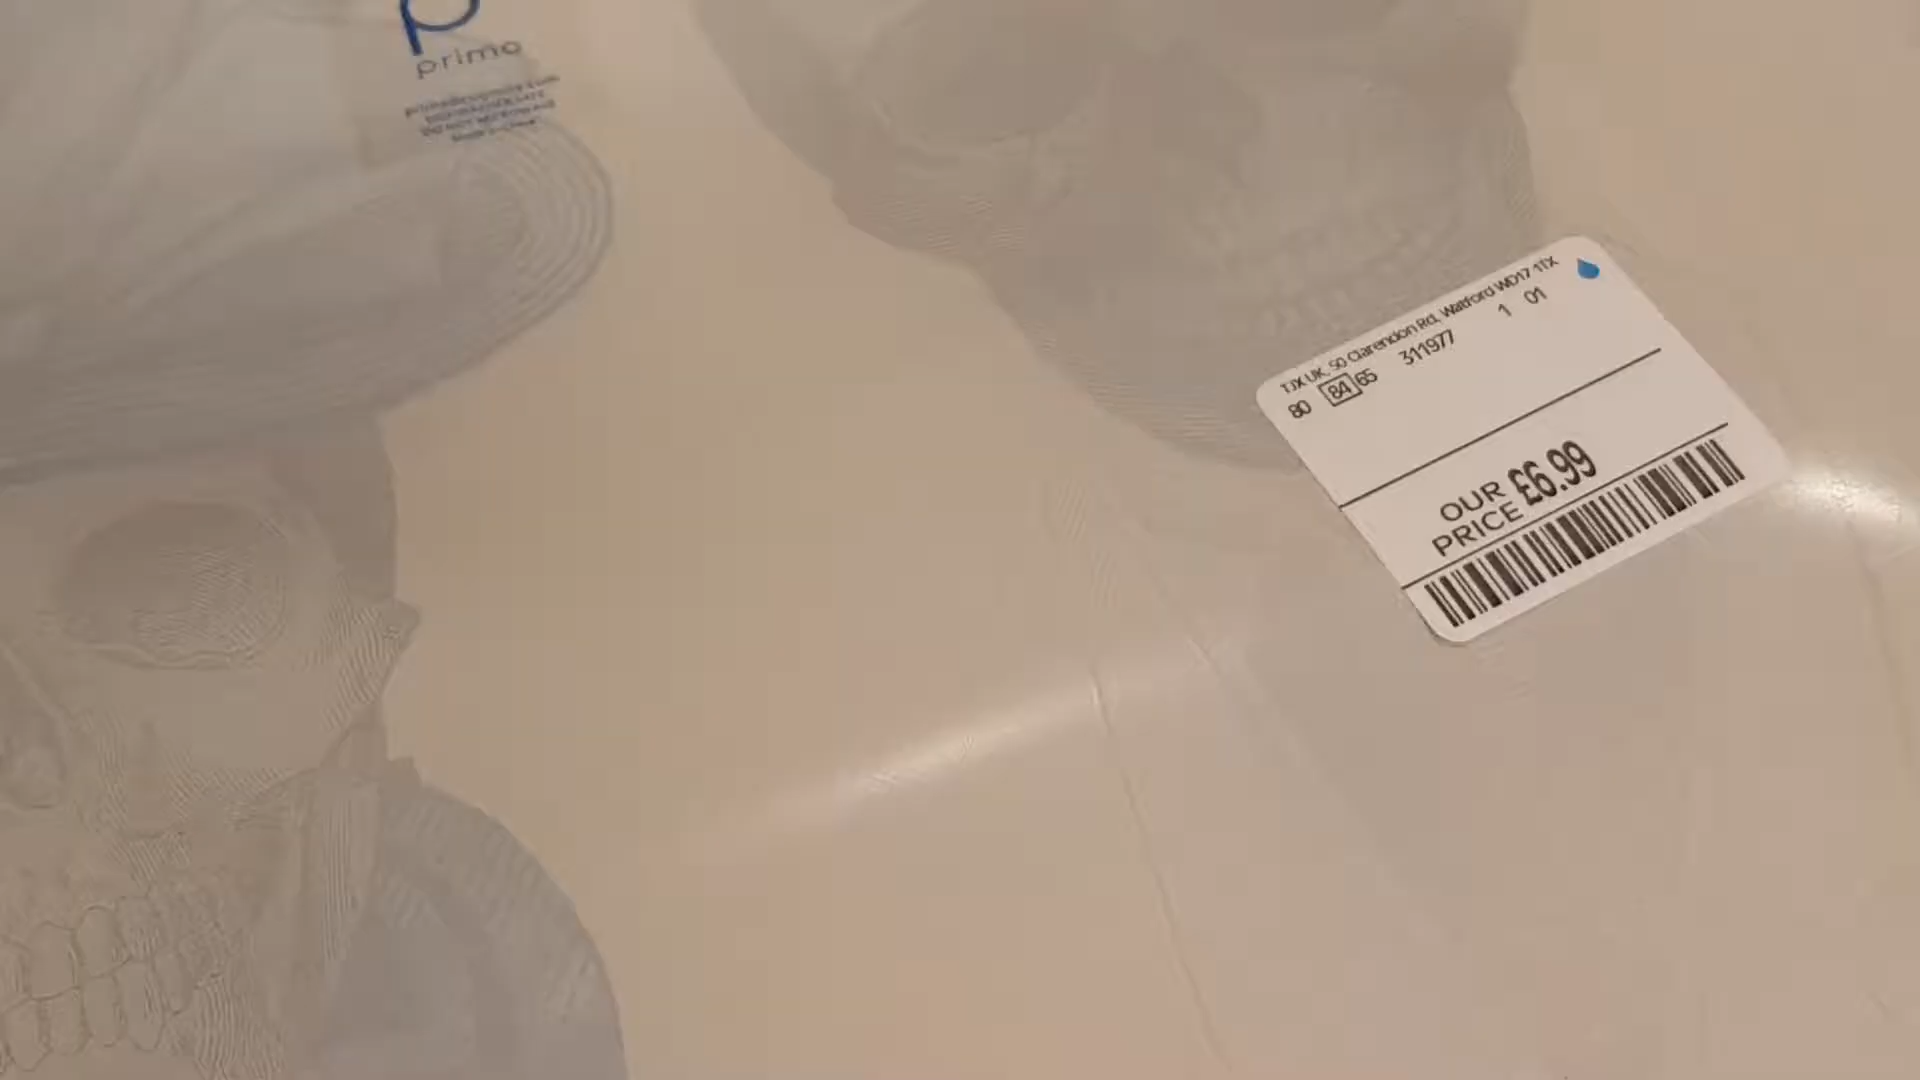 primo
TJX UK, 50 Clarendon Rd, Watford WD17 1TX
80 84 65 311977 1 01
OUR PRICE £6.99